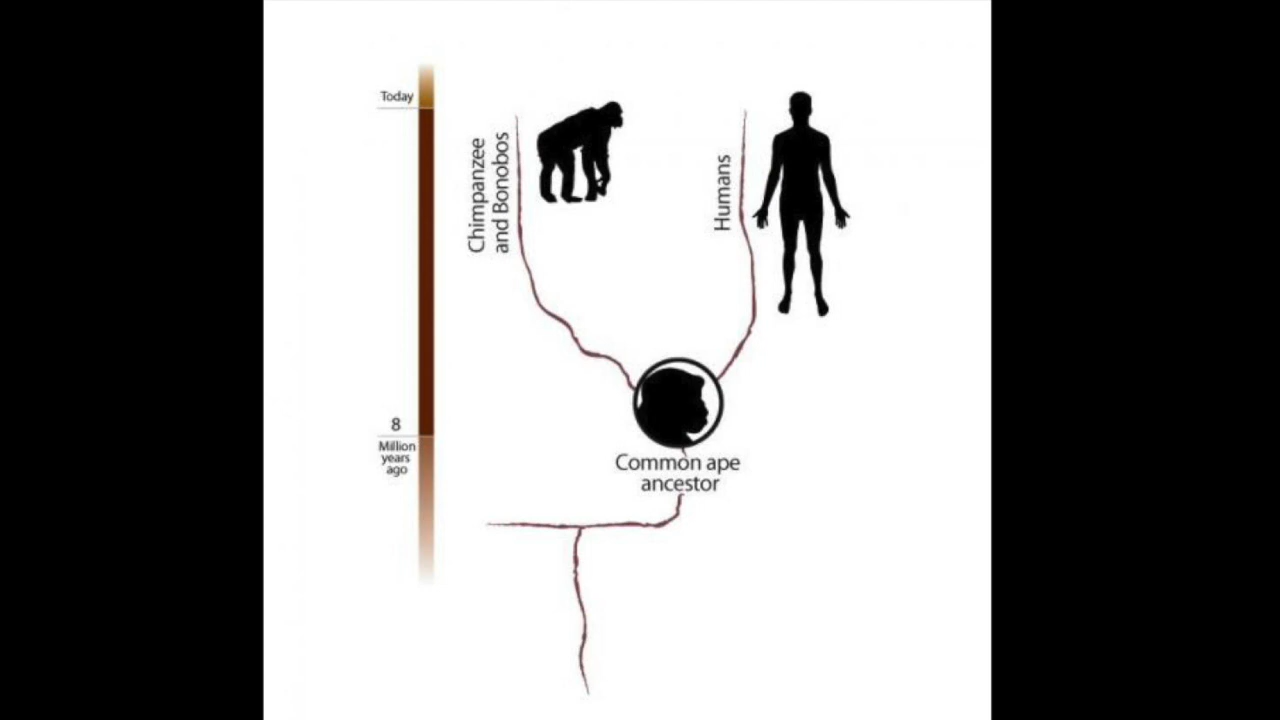 Today
Chimpanzee
and Bonobos
Humans
8
Million
years
ago
Common ape
ancestor